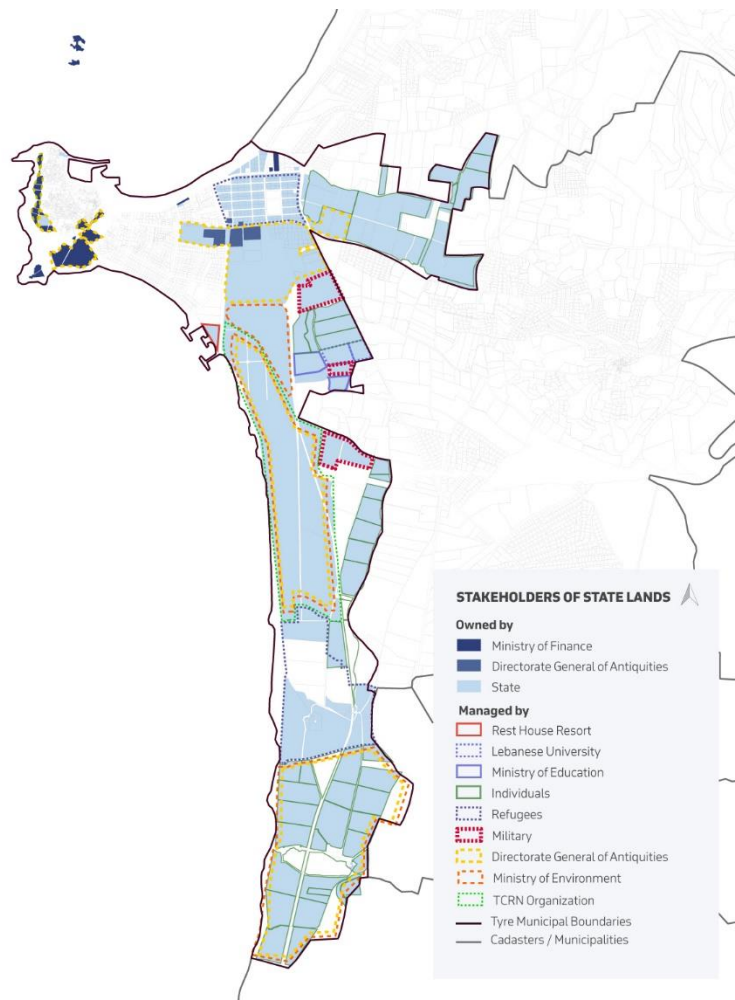 STAKEHOLDERS OF STATE LANDS
Owned by
Ministry of Finance
Directorate General of Antiquities
State
Managed by
Rest House Resort
Lebanese University
Ministry of Education
Individuals
Refugees
Military
Directorate General of Antiquities
Ministry of Environment
TCRN Organization
Tyre Municipal Boundaries
Cadasters / Municipalities